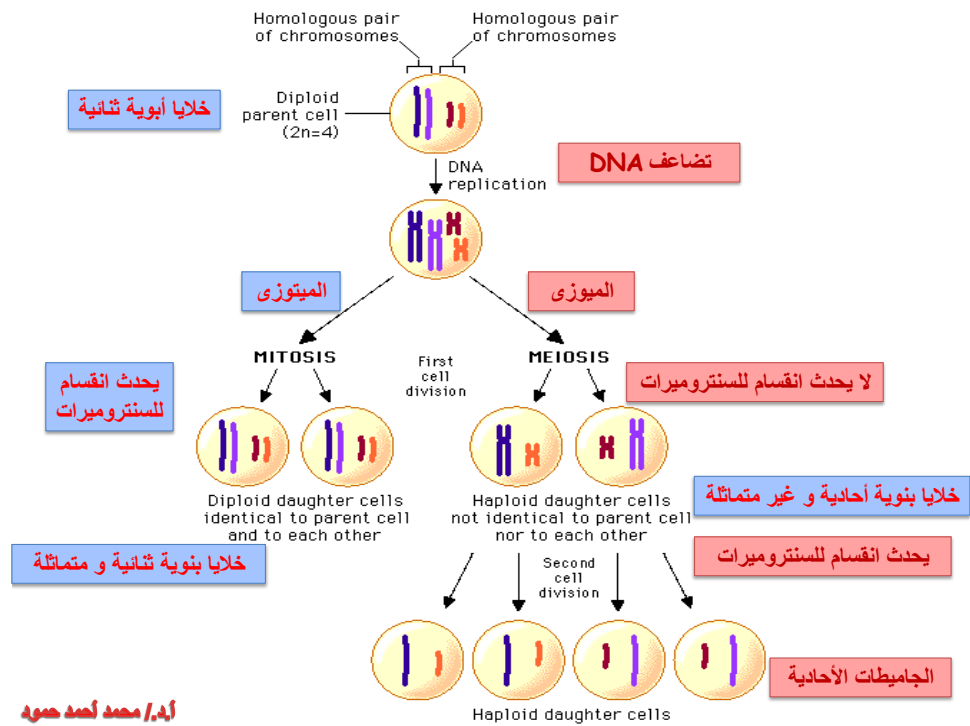 Homologous pair
of chromosomes
Homologous pair
of chromosomes
خلايا أبوية ثنائية
Diploid
parent cell
(2n=4)
DNA
replication
تضاعف DNA
الميتوزى
الميوزى
MITOSIS
First
cell
division
MEIOSIS
يحدث انقسام
للسنتروميرات
لا يحدث انقسام للسنتروميرات
Diploid daughter cells
identical to parent cell
and to each other
Haploid daughter cells
not identical to parent cell
nor to each other
خلايا بنوية أحادية و غير متماثلة
خلايا بنوية ثنائية و متماثلة
يحدث انقسام للسنتروميرات
Second
cell
division
الجاميطات الأحادية
Haploid daughter cells
أ.د./ محمد أحمد حمود